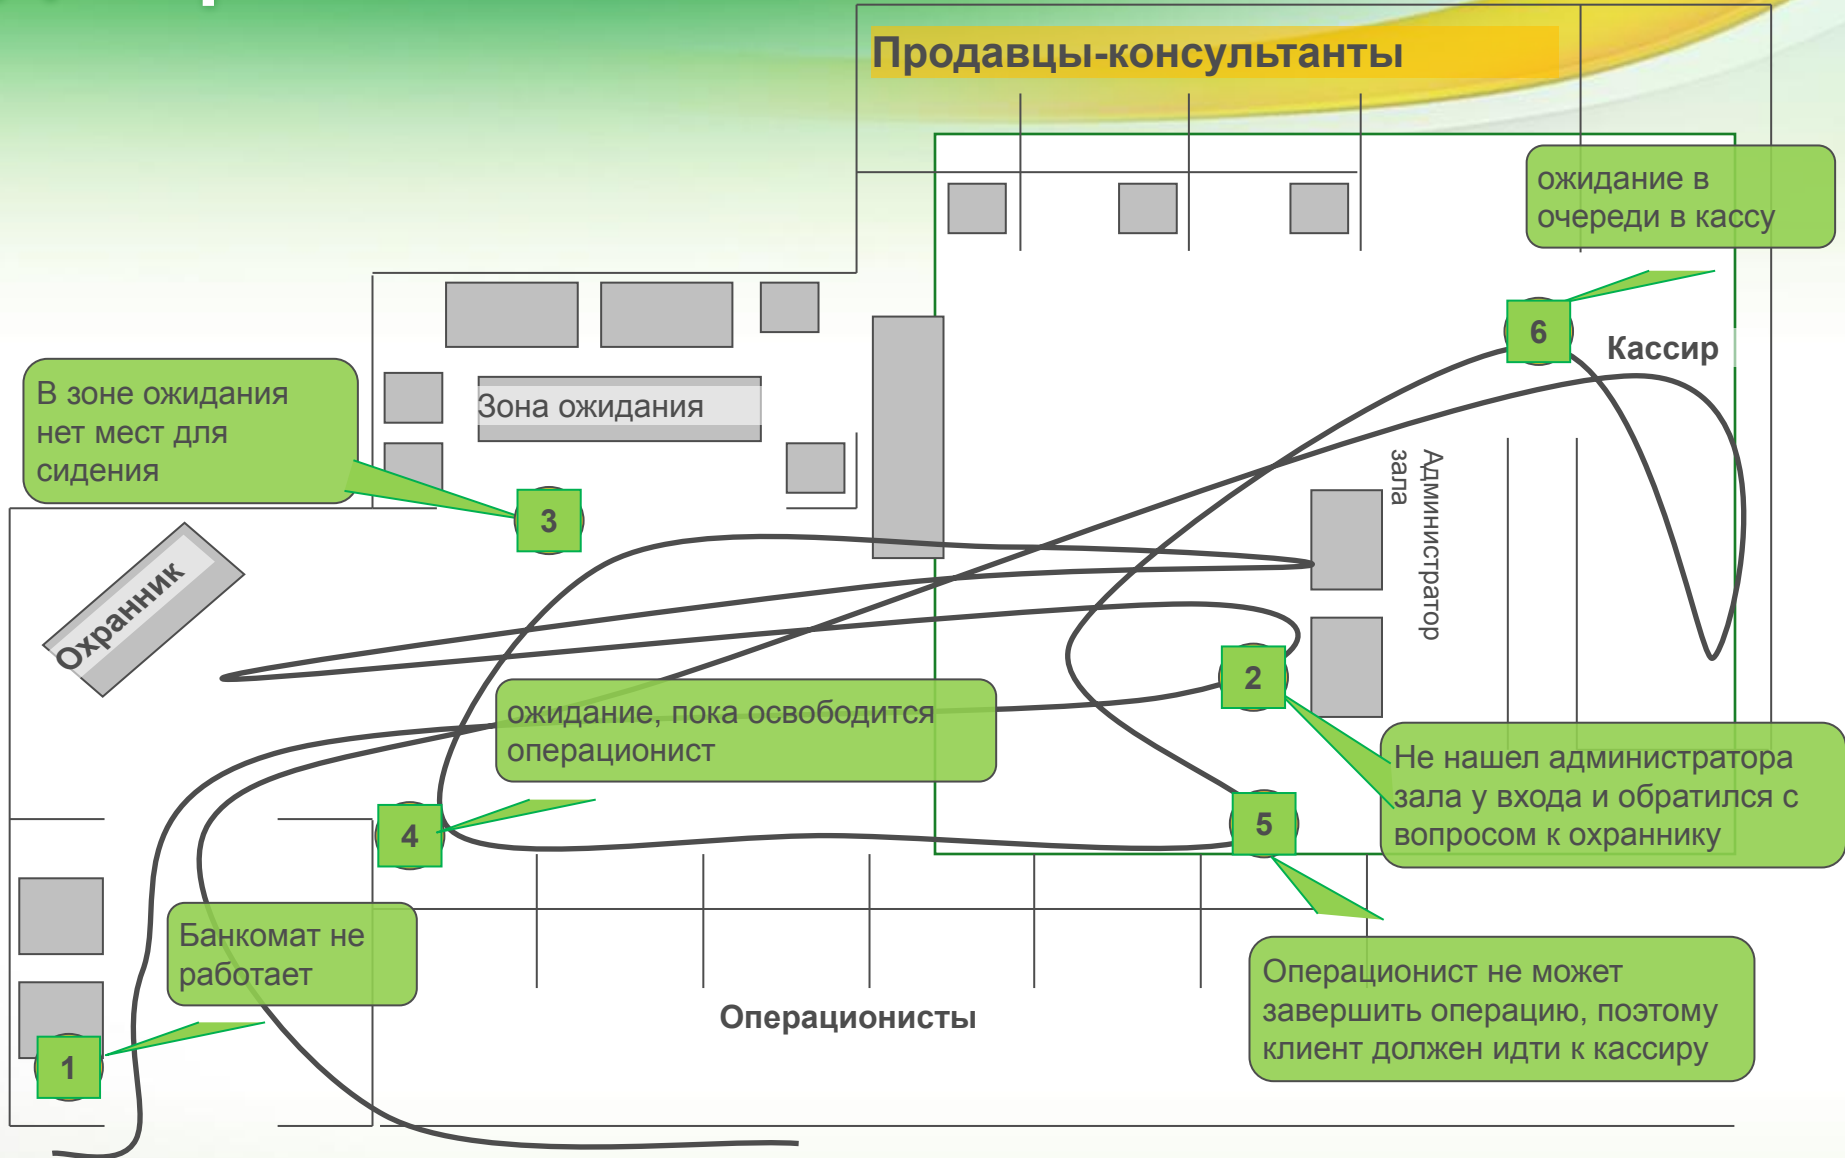 Продавцы-консультанты
ожидание в
очереди в кассу
6
Кассир
В зоне ожидания
нет мест для
сидения
Зона ожидания
3
Администратор
зала
Охранник
2
ожидание, пока освободится
операционист
Не нашел администратора
зала у входа и обратился с
вопросом к охраннику
4
5
Банкомат не
работает
Операционисты
Операционист не может
завершить операцию, поэтому
клиент должен идти к кассиру
1